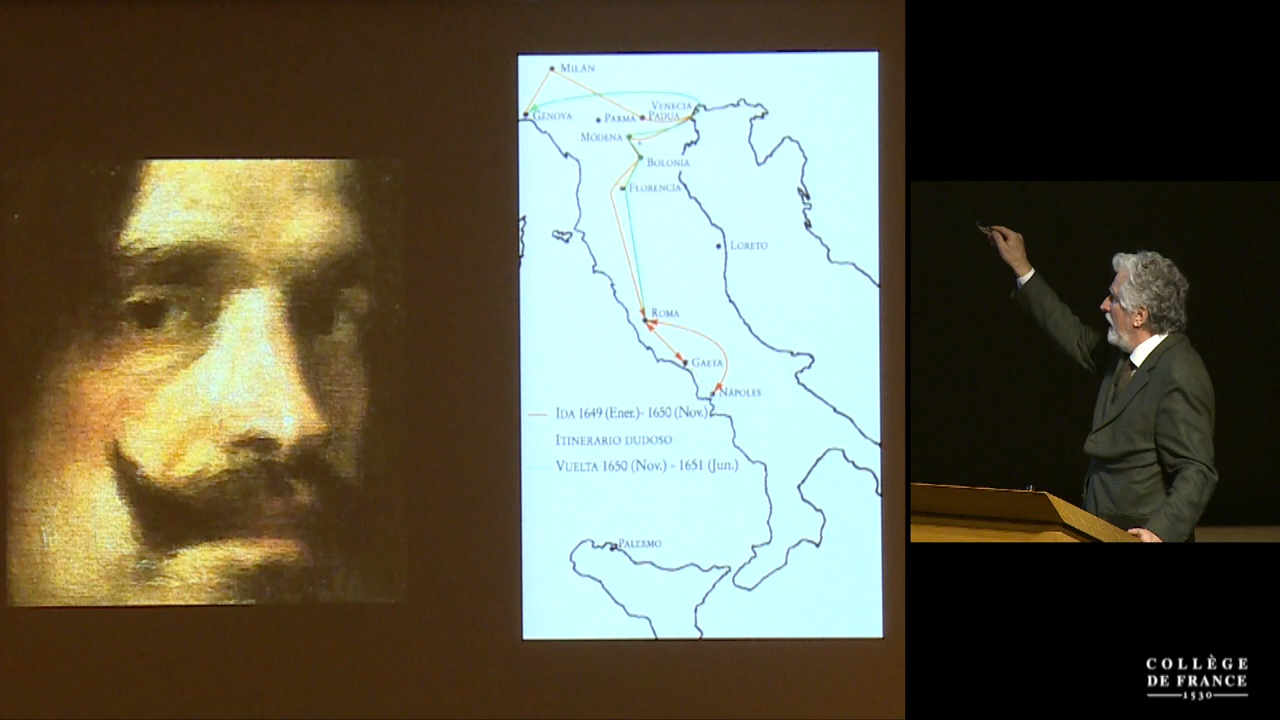 MILÁN
GENOVA
PARMA
PADUA
VENECIA
MÓDENA
BOLONIA
FLORENCIA
LORETO
ROMA
GAETA
NÁPOLES
IDA 1649 (ENER.)- 1650 (NOV.)
ITINERARIO DUDOSO
VUELTA 1650 (NOV.) - 1651 (JUN.)
PALERMO
COLLÈGE
DE FRANCE
1530